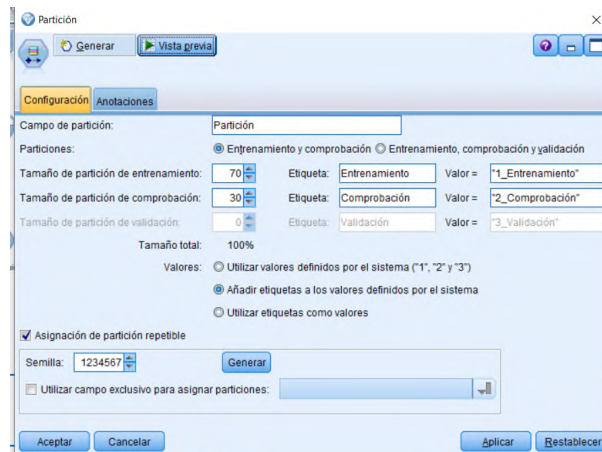 Partición
Generar Vista previa
Configuración Anotaciones
Campo de partición: Partición
Particiones: Entrenamiento y comprobación Entrenamiento, comprobación y validación
Tamaño de partición de entrenamiento: 70 Etiqueta: Entrenamiento Valor = "1_Entrenamiento"
Tamaño de partición de comprobación: 30 Etiqueta: Comprobación Valor = "2_Comprobación"
Tamaño de partición de validación: 0 Etiqueta: Validación Valor = "3_Validación"
Tamaño total: 100%
Valores: Utilizar valores definidos por el sistema ("1", "2" y "3")
Añadir etiquetas a los valores definidos por el sistema
Utilizar etiquetas como valores
Asignación de partición repetible
Semilla: 1234567 Generar
Utilizar campo exclusivo para asignar particiones:
Aceptar Cancelar Aplicar Restablecer